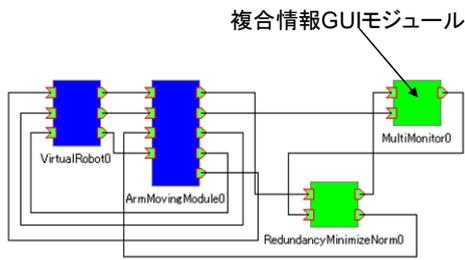 複合情報GUIモジュール
MultiMonitor0
VirtualRobot0
ArmMovingModule0
RedundancyMinimizeNorm0